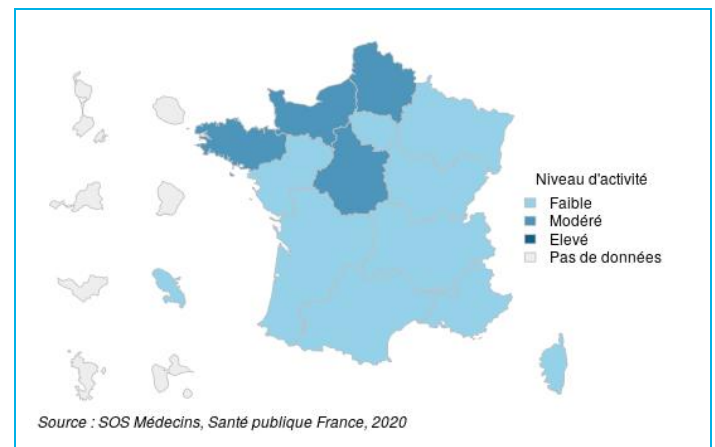 Niveau d'activité
Faible
Modéré
Elevé
Pas de données
Source : SOS Médecins, Santé publique France, 2020